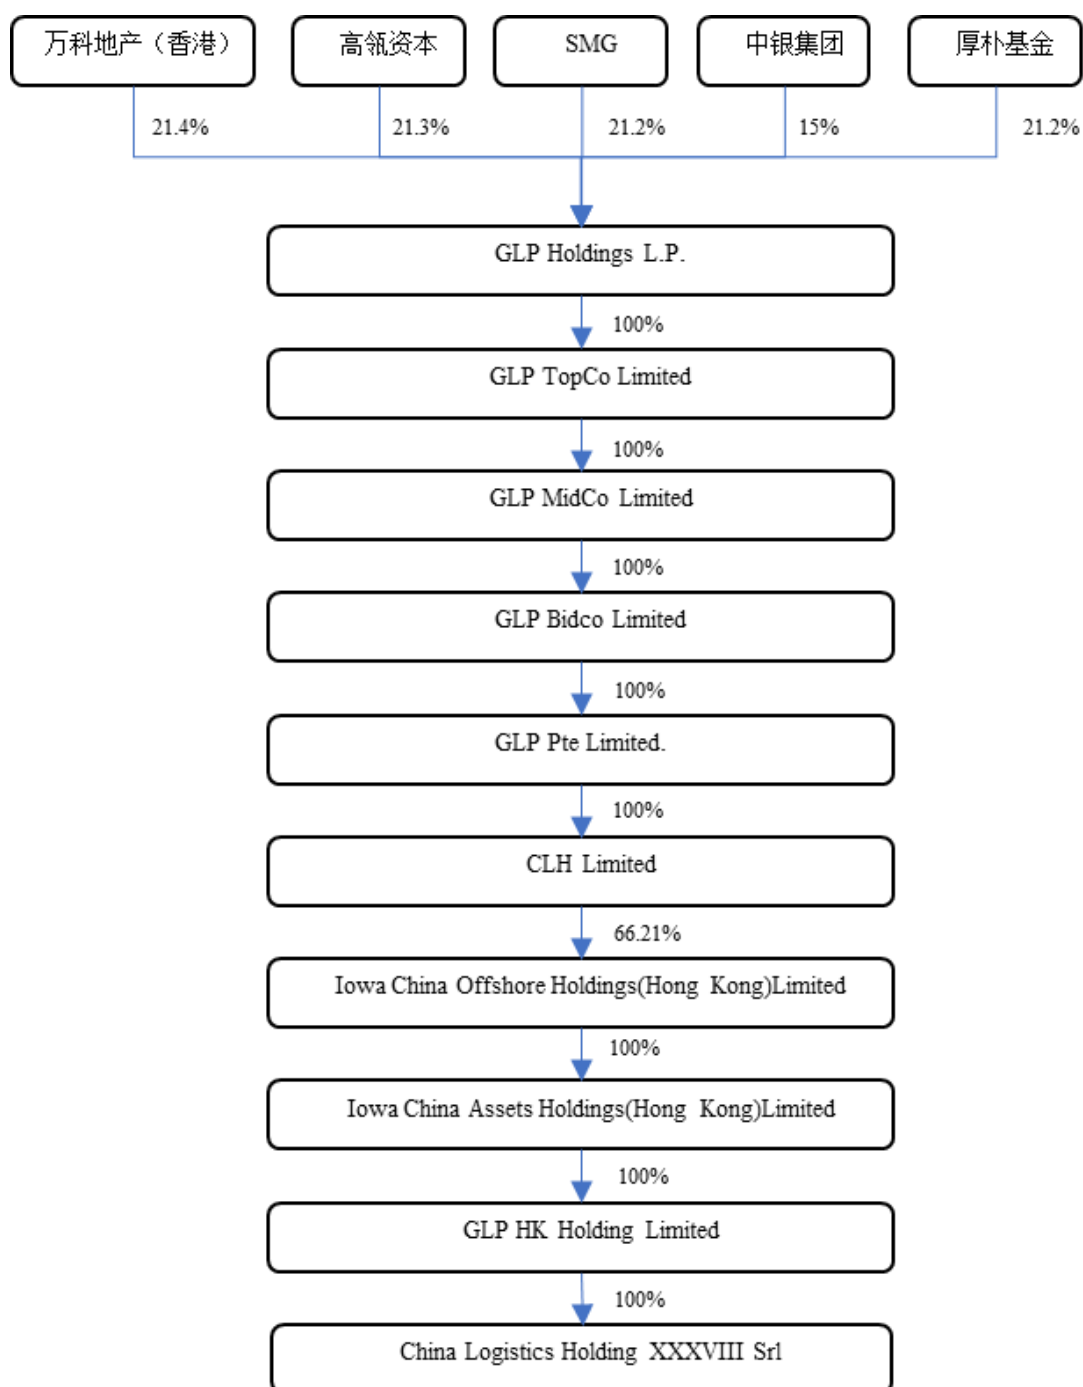 万科地产（香港） 高瓴资本 SMG 中银集团 厚朴基金
21.4% 21.3% 21.2% 15% 21.2%
GLP Holdings L.P.
100%
GLP TopCo Limited
100%
GLP MidCo Limited
100%
GLP Bidco Limited
100%
GLP Pte Limited.
100%
CLH Limited
66.21%
Iowa China Offshore Holdings(Hong Kong)Limited
100%
Iowa China Assets Holdings(Hong Kong)Limited
100%
GLP HK Holding Limited
100%
China Logistics Holding XXXVIII Srl